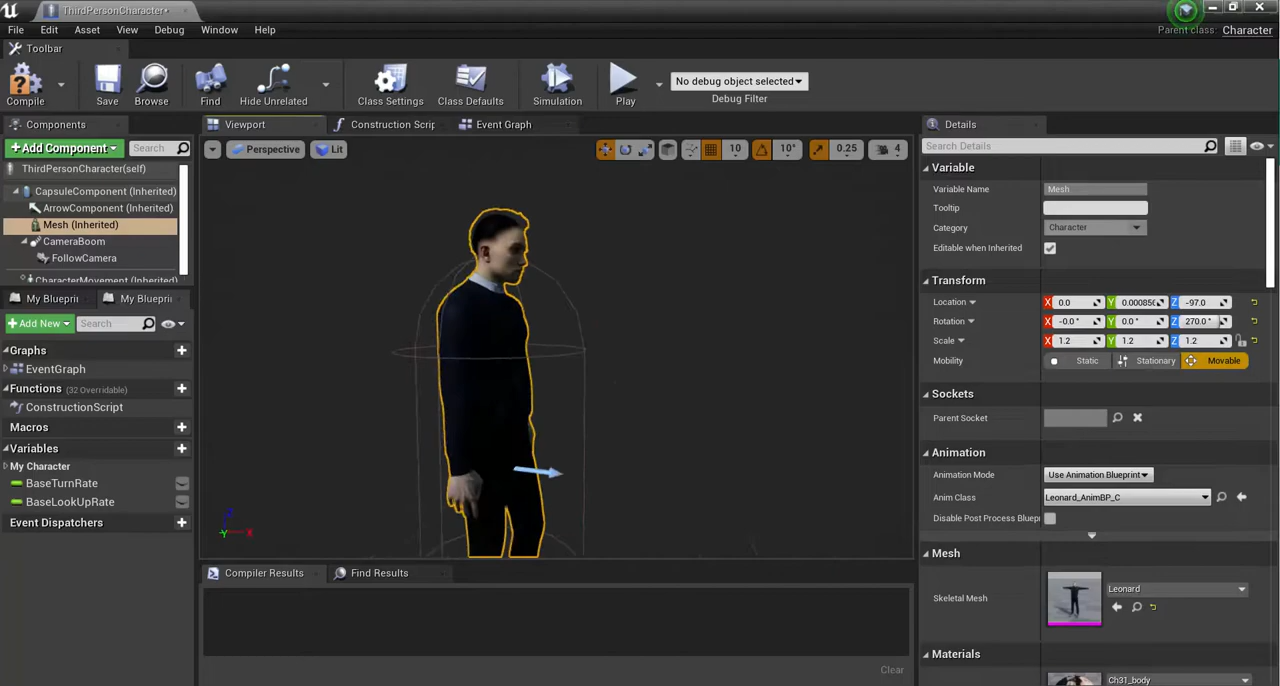 ThirdPersonCharacter*
File Edit Asset View Debug Window Help
Parent class: Character
Toolbar
Compile Save Browse Find Hide Unrelated Class Settings Class Defaults Simulation Play
No debug object selected
Debug Filter
Components
+Add Component Search
ThirdPersonCharacter(self)
CapsuleComponent (Inherited)
ArrowComponent (Inherited)
Mesh (Inherited)
CameraBoom
FollowCamera
CharacterMovement (Inherited)
My Blueprin My Blueprin
+Add New Search
Graphs
EventGraph
Functions (32 Overridable)
ConstructionScript
Macros
Variables
My Character
BaseTurnRate
BaseLookUpRate
Event Dispatchers
Viewport Construction Scrip Event Graph
Perspective Lit 10 10° 0.25 4
Z X Y
Compiler Results Find Results
Clear
Details
Search Details
Variable
Variable Name Mesh
Tooltip
Category Character
Editable when Inherited
Transform
Location X 0.0 Y 0.000856 Z -97.0
Rotation X -0.0 ° Y 0.0 ° Z 270.0 °
Scale X 1.2 Y 1.2 Z 1.2
Mobility Static Stationary Movable
Sockets
Parent Socket
Animation
Animation Mode Use Animation Blueprint
Anim Class Leonard_AnimBP_C
Disable Post Process Bluepr
Mesh
Skeletal Mesh Leonard
Materials
Ch31_body